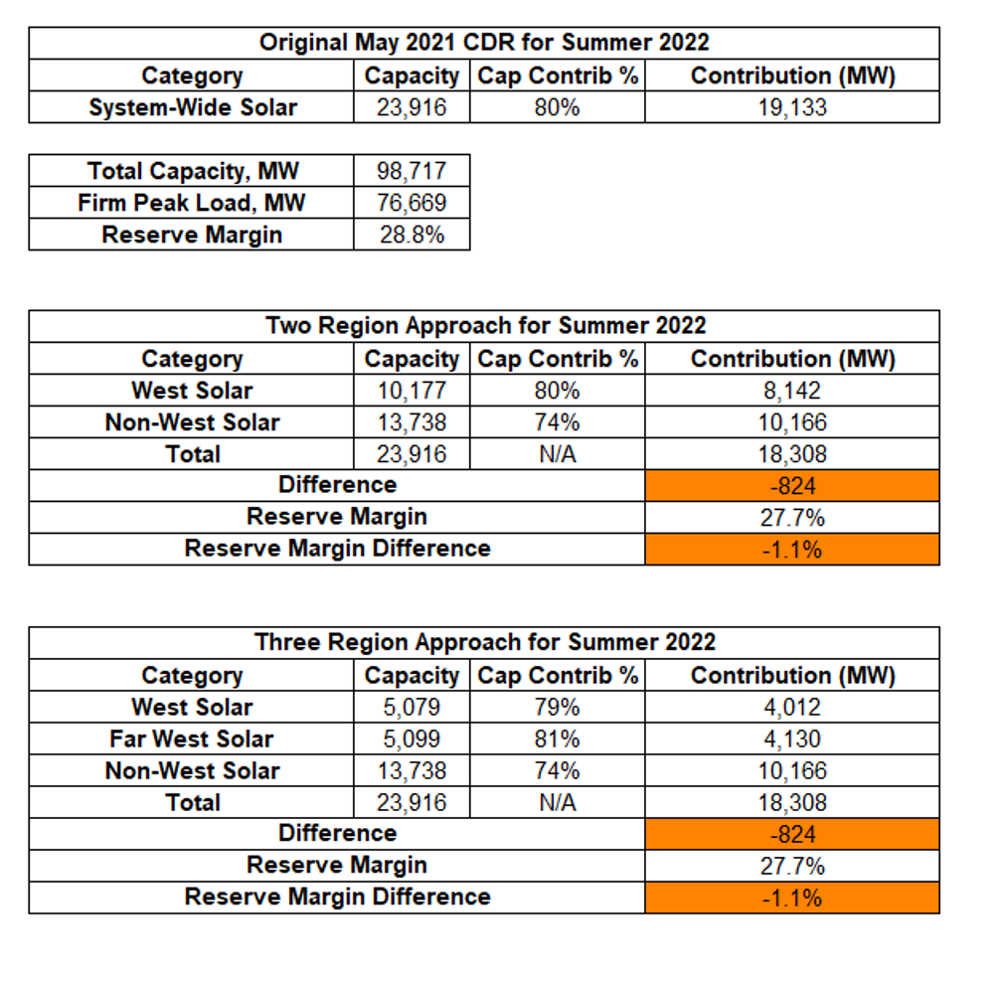 Original May 2021 CDR for Summer 2022
Category Capacity Cap Contrib % Contribution (MW)
System-Wide Solar 23,916 80% 19,133
Total Capacity, MW 98,717
Firm Peak Load, MW 76,669
Reserve Margin 28.8%
Two Region Approach for Summer 2022
Category Capacity Cap Contrib % Contribution (MW)
West Solar 10,177 80% 8,142
Non-West Solar 13,738 74% 10,166
Total 23,916 N/A 18,308
Difference -824
Reserve Margin 27.7%
Reserve Margin Difference -1.1%
Three Region Approach for Summer 2022
Category Capacity Cap Contrib % Contribution (MW)
West Solar 5,079 79% 4,012
Far West Solar 5,099 81% 4,130
Non-West Solar 13,738 74% 10,166
Total 23,916 N/A 18,308
Difference -824
Reserve Margin 27.7%
Reserve Margin Difference -1.1%